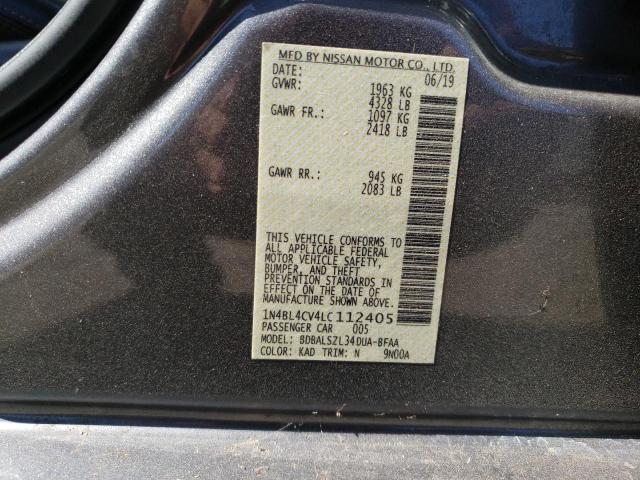 MFD BY NISSAN MOTOR CO., LTD.
DATE: 06/19
GVWR: 1963 KG
4328 LB
GAWR FR.: 1097 KG
2418 LB
GAWR RR.: 945 KG
2083 LB
THIS VEHICLE CONFORMS TO
ALL APPLICABLE FEDERAL
MOTOR VEHICLE SAFETY,
BUMPER, AND THEFT
PREVENTION STANDARDS IN
EFFECT ON THE DATE OF
MANUFACTURE SHOWN ABOVE.
1N4BL4CV4LC112405
PASSENGER CAR 005
MODEL: BDBALSZL34DUA-BFAA
COLOR: KAD TRIM: N 9N00A